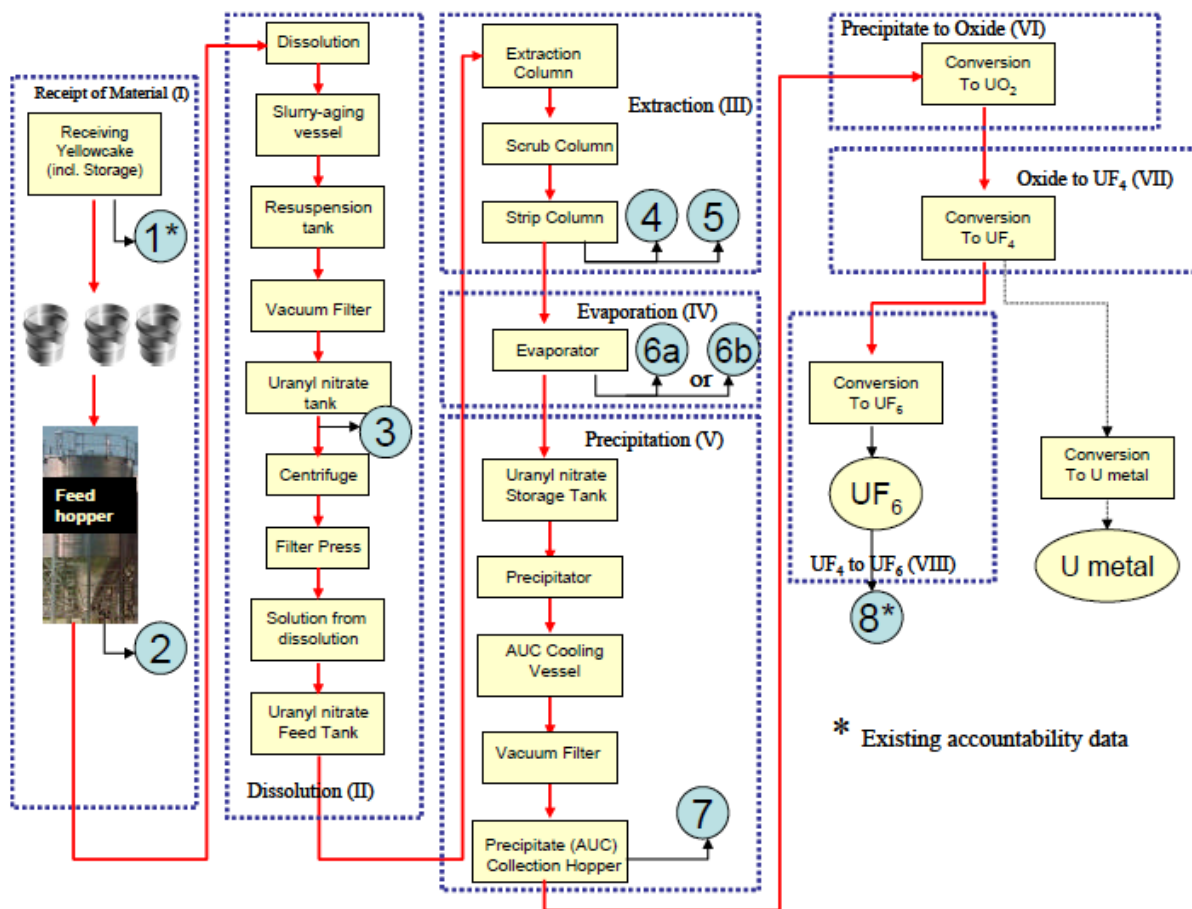 Receipt of Material (I)
Receiving
Yellowcake
(incl. Storage)
1*
Feed
hopper
2
Dissolution
Slurry-aging
vessel
Resuspension
tank
Vacuum Filter
Uranyl nitrate
tank
3
Centrifuge
Filter Press
Solution from
dissolution
Uranyl nitrate
Feed Tank
Dissolution (II)
Extraction
Column
Extraction (III)
Scrub Column
Strip Column
4
5
Evaporation (IV)
Evaporator
6a
or
6b
Precipitation (V)
Uranyl nitrate
Storage Tank
Precipitator
AUC Cooling
Vessel
Vacuum Filter
Precipitate (AUC)
Collection Hopper
7
Precipitate to Oxide (VI)
Conversion
To UO2
Oxide to UF4 (VII)
Conversion
To UF4
Conversion
To UF6
UF6
UF4 to UF6 (VIII)
8*
Conversion
To U metal
U metal
* Existing accountability data